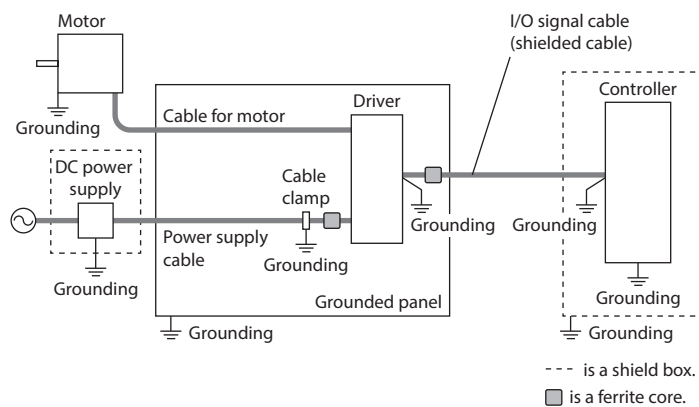 I/O signal cable
(shielded cable)
Motor
Grounding
Cable for motor
Driver
Controller
DC power
supply
Cable
clamp
Grounding
Grounding
Power supply
cable
Grounding
Grounding
Grounding
Grounded panel
Grounding
Grounding
is a shield box.
is a ferrite core.